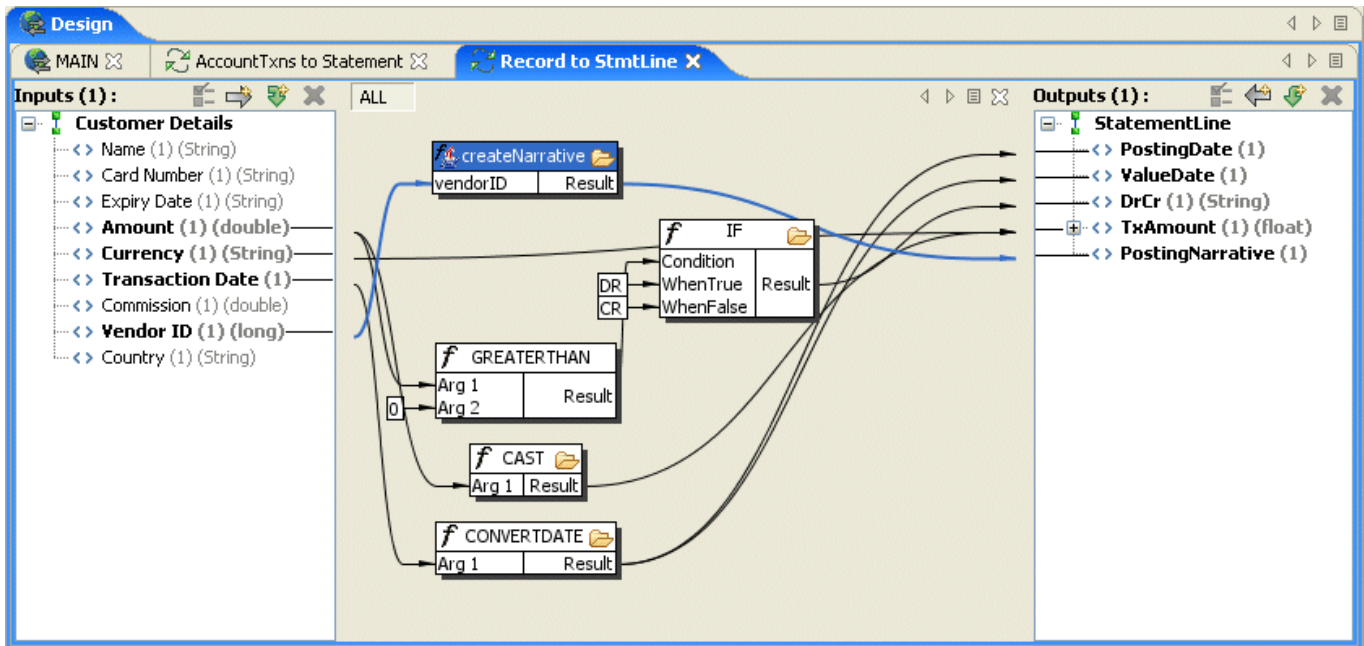 Design
MAIN
AccountTxns to Statement
Record to StmtLine
Inputs (1) :
ALL
Outputs (1) :
Customer Details
Name (1) (String)
Card Number (1) (String)
Expiry Date (1) (String)
Amount (1) (double)
Currency (1) (String)
Transaction Date (1)
Commission (1) (double)
Vendor ID (1) (long)
Country (1) (String)
f createNarrative
vendorID Result
f IF
Condition
DR WhenTrue Result
CR WhenFalse
f GREATERTHAN
Arg 1
Result
0 Arg 2
f CAST
Arg 1 Result
f CONVERTDATE
Arg 1 Result
StatementLine
PostingDate (1)
ValueDate (1)
DrCr (1) (String)
TxAmount (1) (float)
PostingNarrative (1)